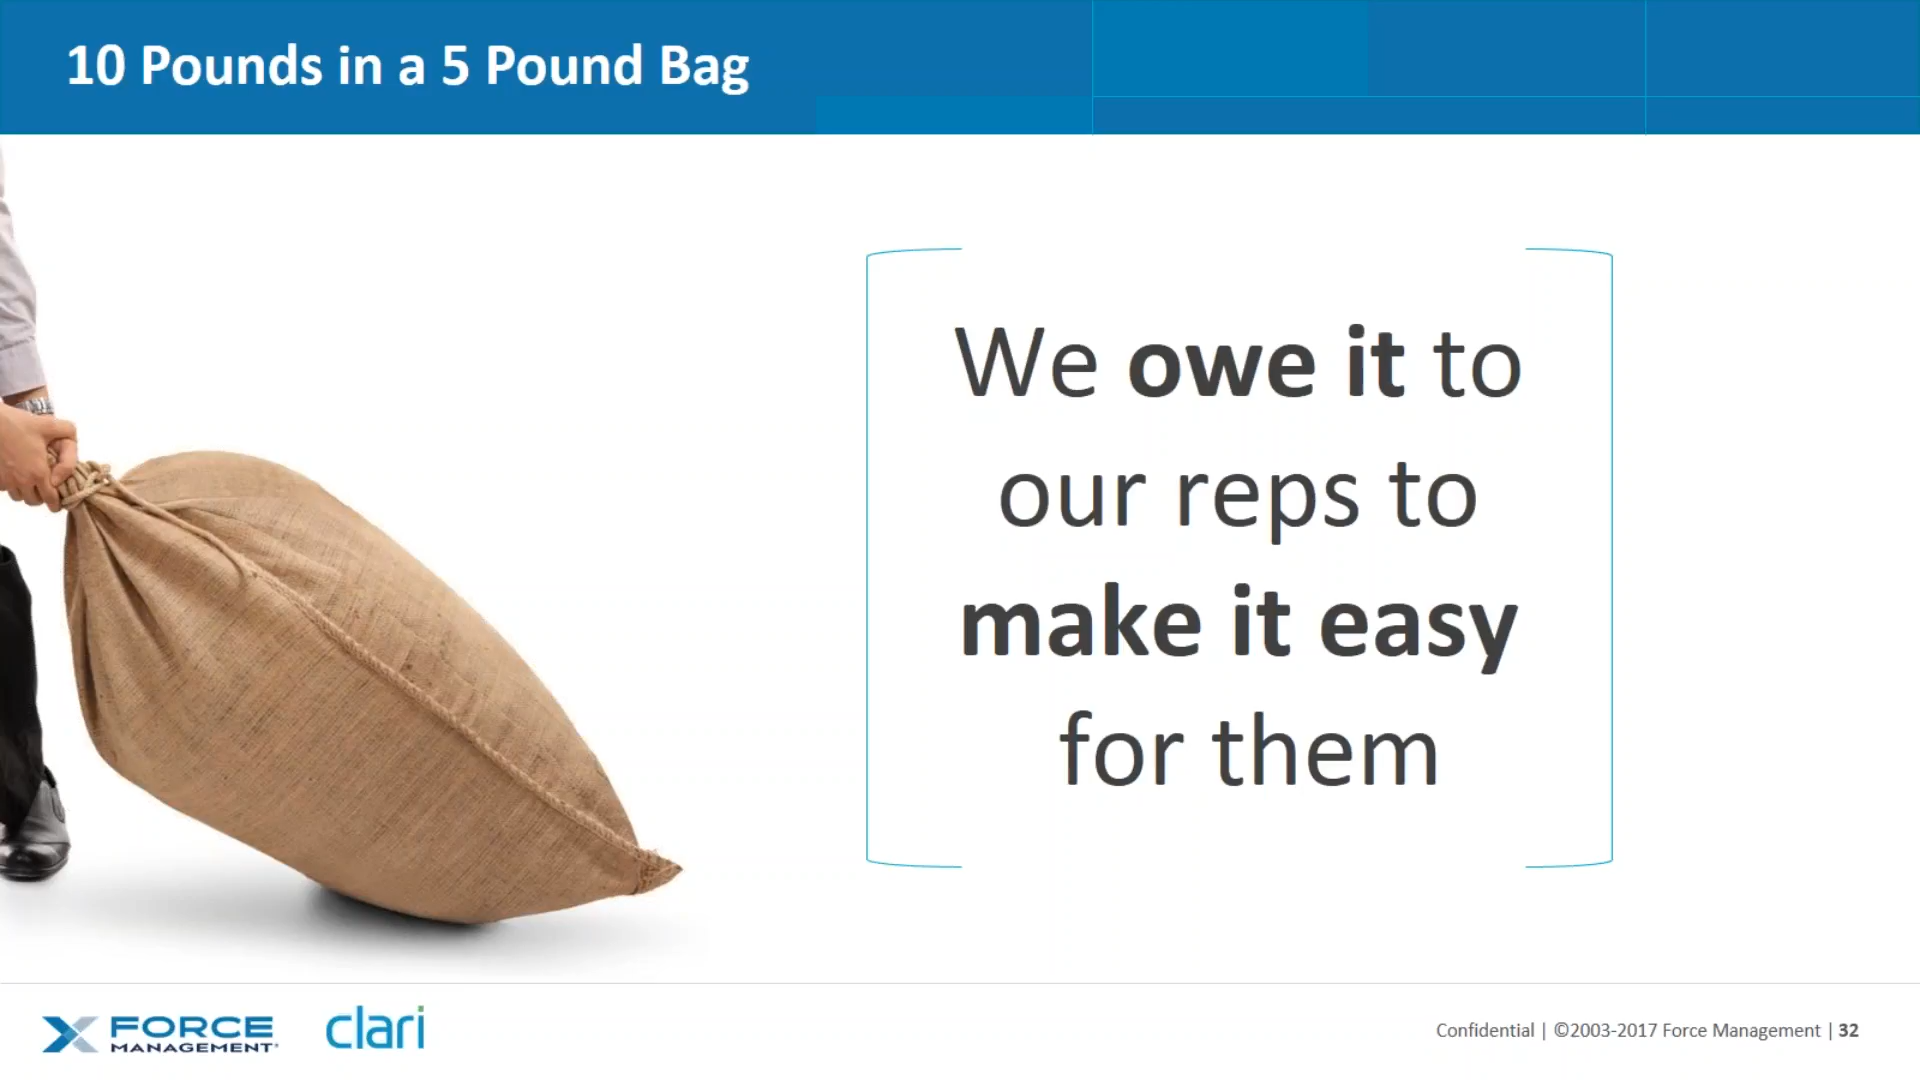 10 Pounds in a 5 Pound Bag
We owe it to
our reps to
make it easy
for them
FORCE
MANAGEMENT
clari
Confidential | ©2003-2017 Force Management | 32